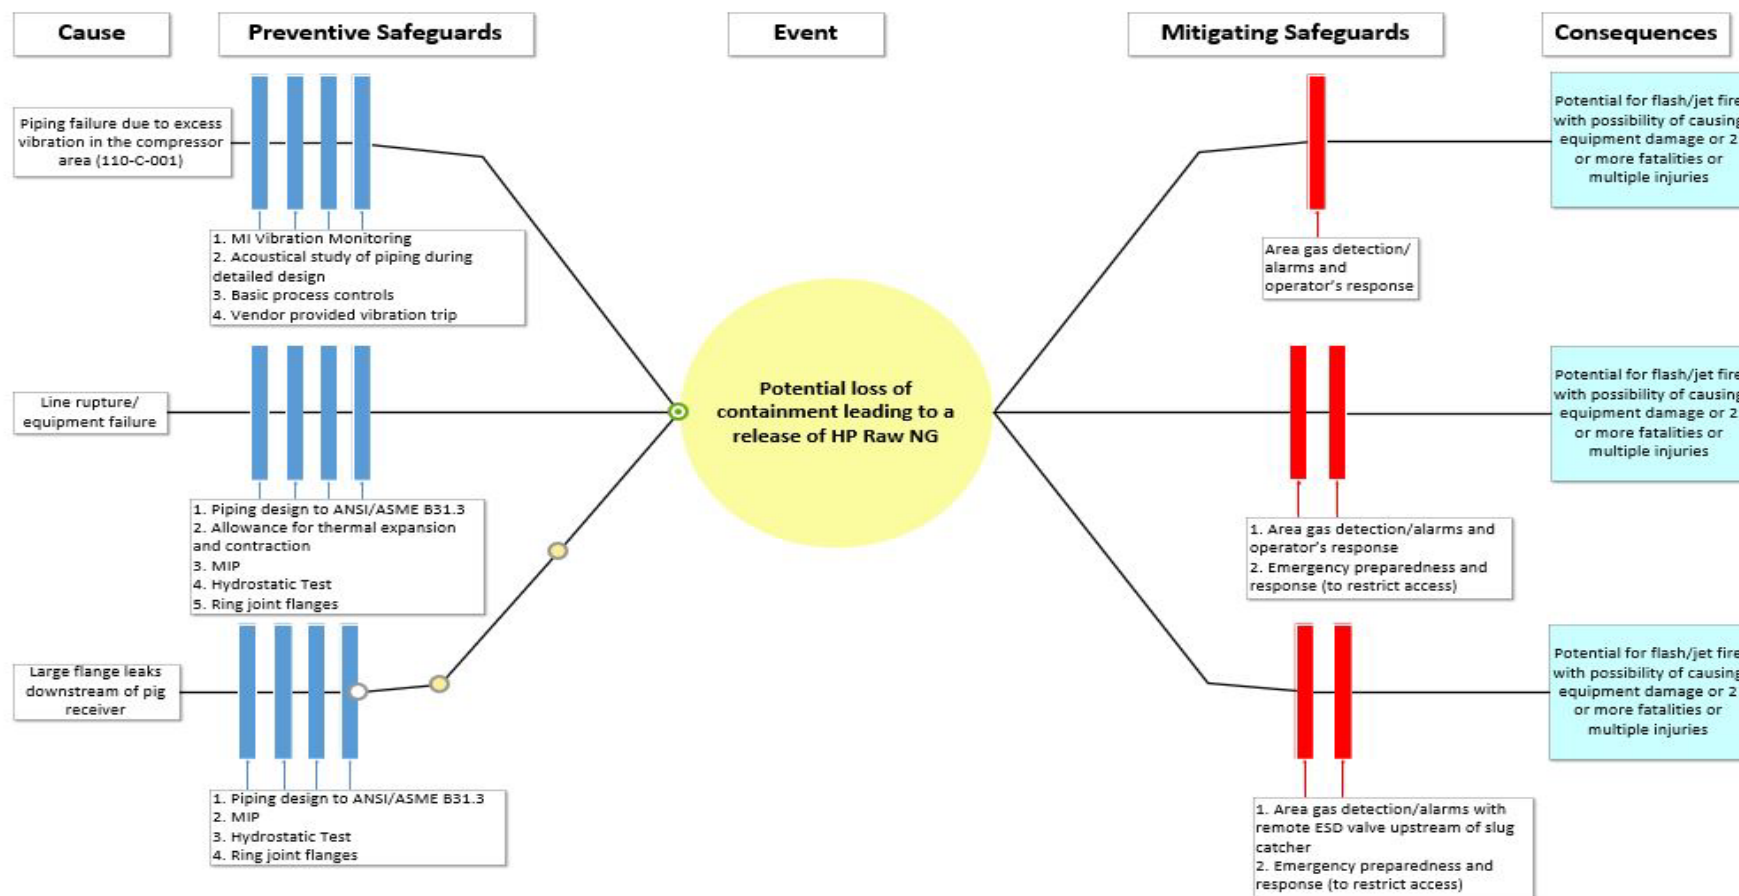 Cause
Preventive Safeguards
Event
Mitigating Safeguards
Consequences
Piping failure due to excess
vibration in the compressor
area (110-C-001)
1. MI Vibration Monitoring
2. Acoustical study of piping during
detailed design
3. Basic process controls
4. Vendor provided vibration trip
Area gas detection/
alarms and
operator's response
Potential for flash/jet fire
with possibility of causing
equipment damage or 2
or more fatalities or
multiple injuries
Line rupture/
equipment failure
1. Piping design to ANSI/ASME B31.3
2. Allowance for thermal expansion
and contraction
3. MIP
4. Hydrostatic Test
5. Ring joint flanges
Potential loss of
containment leading to a
release of HP Raw NG
1. Area gas detection/alarms and
operator's response
2. Emergency preparedness and
response (to restrict access)
Potential for flash/jet fire
with possibility of causing
equipment damage or 2
or more fatalities or
multiple injuries
Large flange leaks
downstream of pig
receiver
1. Piping design to ANSI/ASME B31.3
2. MIP
3. Hydrostatic Test
4. Ring joint flanges
1. Area gas detection/alarms with
remote ESD valve upstream of slug
catcher
2. Emergency preparedness and
response (to restrict access)
Potential for flash/jet fire
with possibility of causing
equipment damage or 2
or more fatalities or
multiple injuries